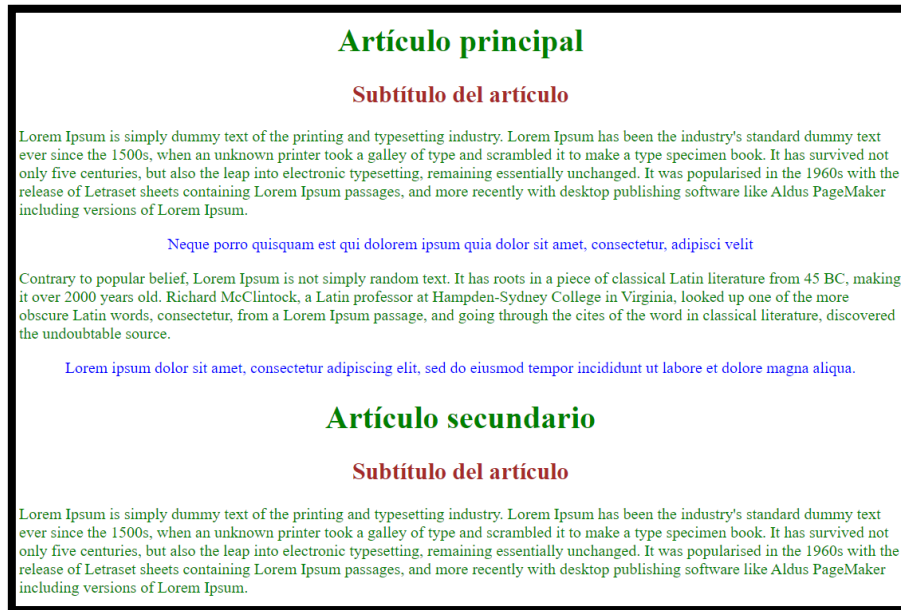 Artículo principal
Subtítulo del artículo
Lorem Ipsum is simply dummy text of the printing and typesetting industry. Lorem Ipsum has been the industry's standard dummy text
ever since the 1500s, when an unknown printer took a galley of type and scrambled it to make a type specimen book. It has survived not
only five centuries, but also the leap into electronic typesetting, remaining essentially unchanged. It was popularised in the 1960s with the
release of Letraset sheets containing Lorem Ipsum passages, and more recently with desktop publishing software like Aldus PageMaker
including versions of Lorem Ipsum.
Neque porro quisquam est qui dolorem ipsum quia dolor sit amet, consectetur, adipisci velit
Contrary to popular belief, Lorem Ipsum is not simply random text. It has roots in a piece of classical Latin literature from 45 BC, making
it over 2000 years old. Richard McClintock, a Latin professor at Hampden-Sydney College in Virginia, looked up one of the more
obscure Latin words, consectetur, from a Lorem Ipsum passage, and going through the cites of the word in classical literature, discovered
the undoubtable source.
Lorem ipsum dolor sit amet, consectetur adipiscing elit, sed do eiusmod tempor incididunt ut labore et dolore magna aliqua.
Artículo secundario
Subtítulo del artículo
Lorem Ipsum is simply dummy text of the printing and typesetting industry. Lorem Ipsum has been the industry's standard dummy text
ever since the 1500s, when an unknown printer took a galley of type and scrambled it to make a type specimen book. It has survived not
only five centuries, but also the leap into electronic typesetting, remaining essentially unchanged. It was popularised in the 1960s with the
release of Letraset sheets containing Lorem Ipsum passages, and more recently with desktop publishing software like Aldus PageMaker
including versions of Lorem Ipsum.